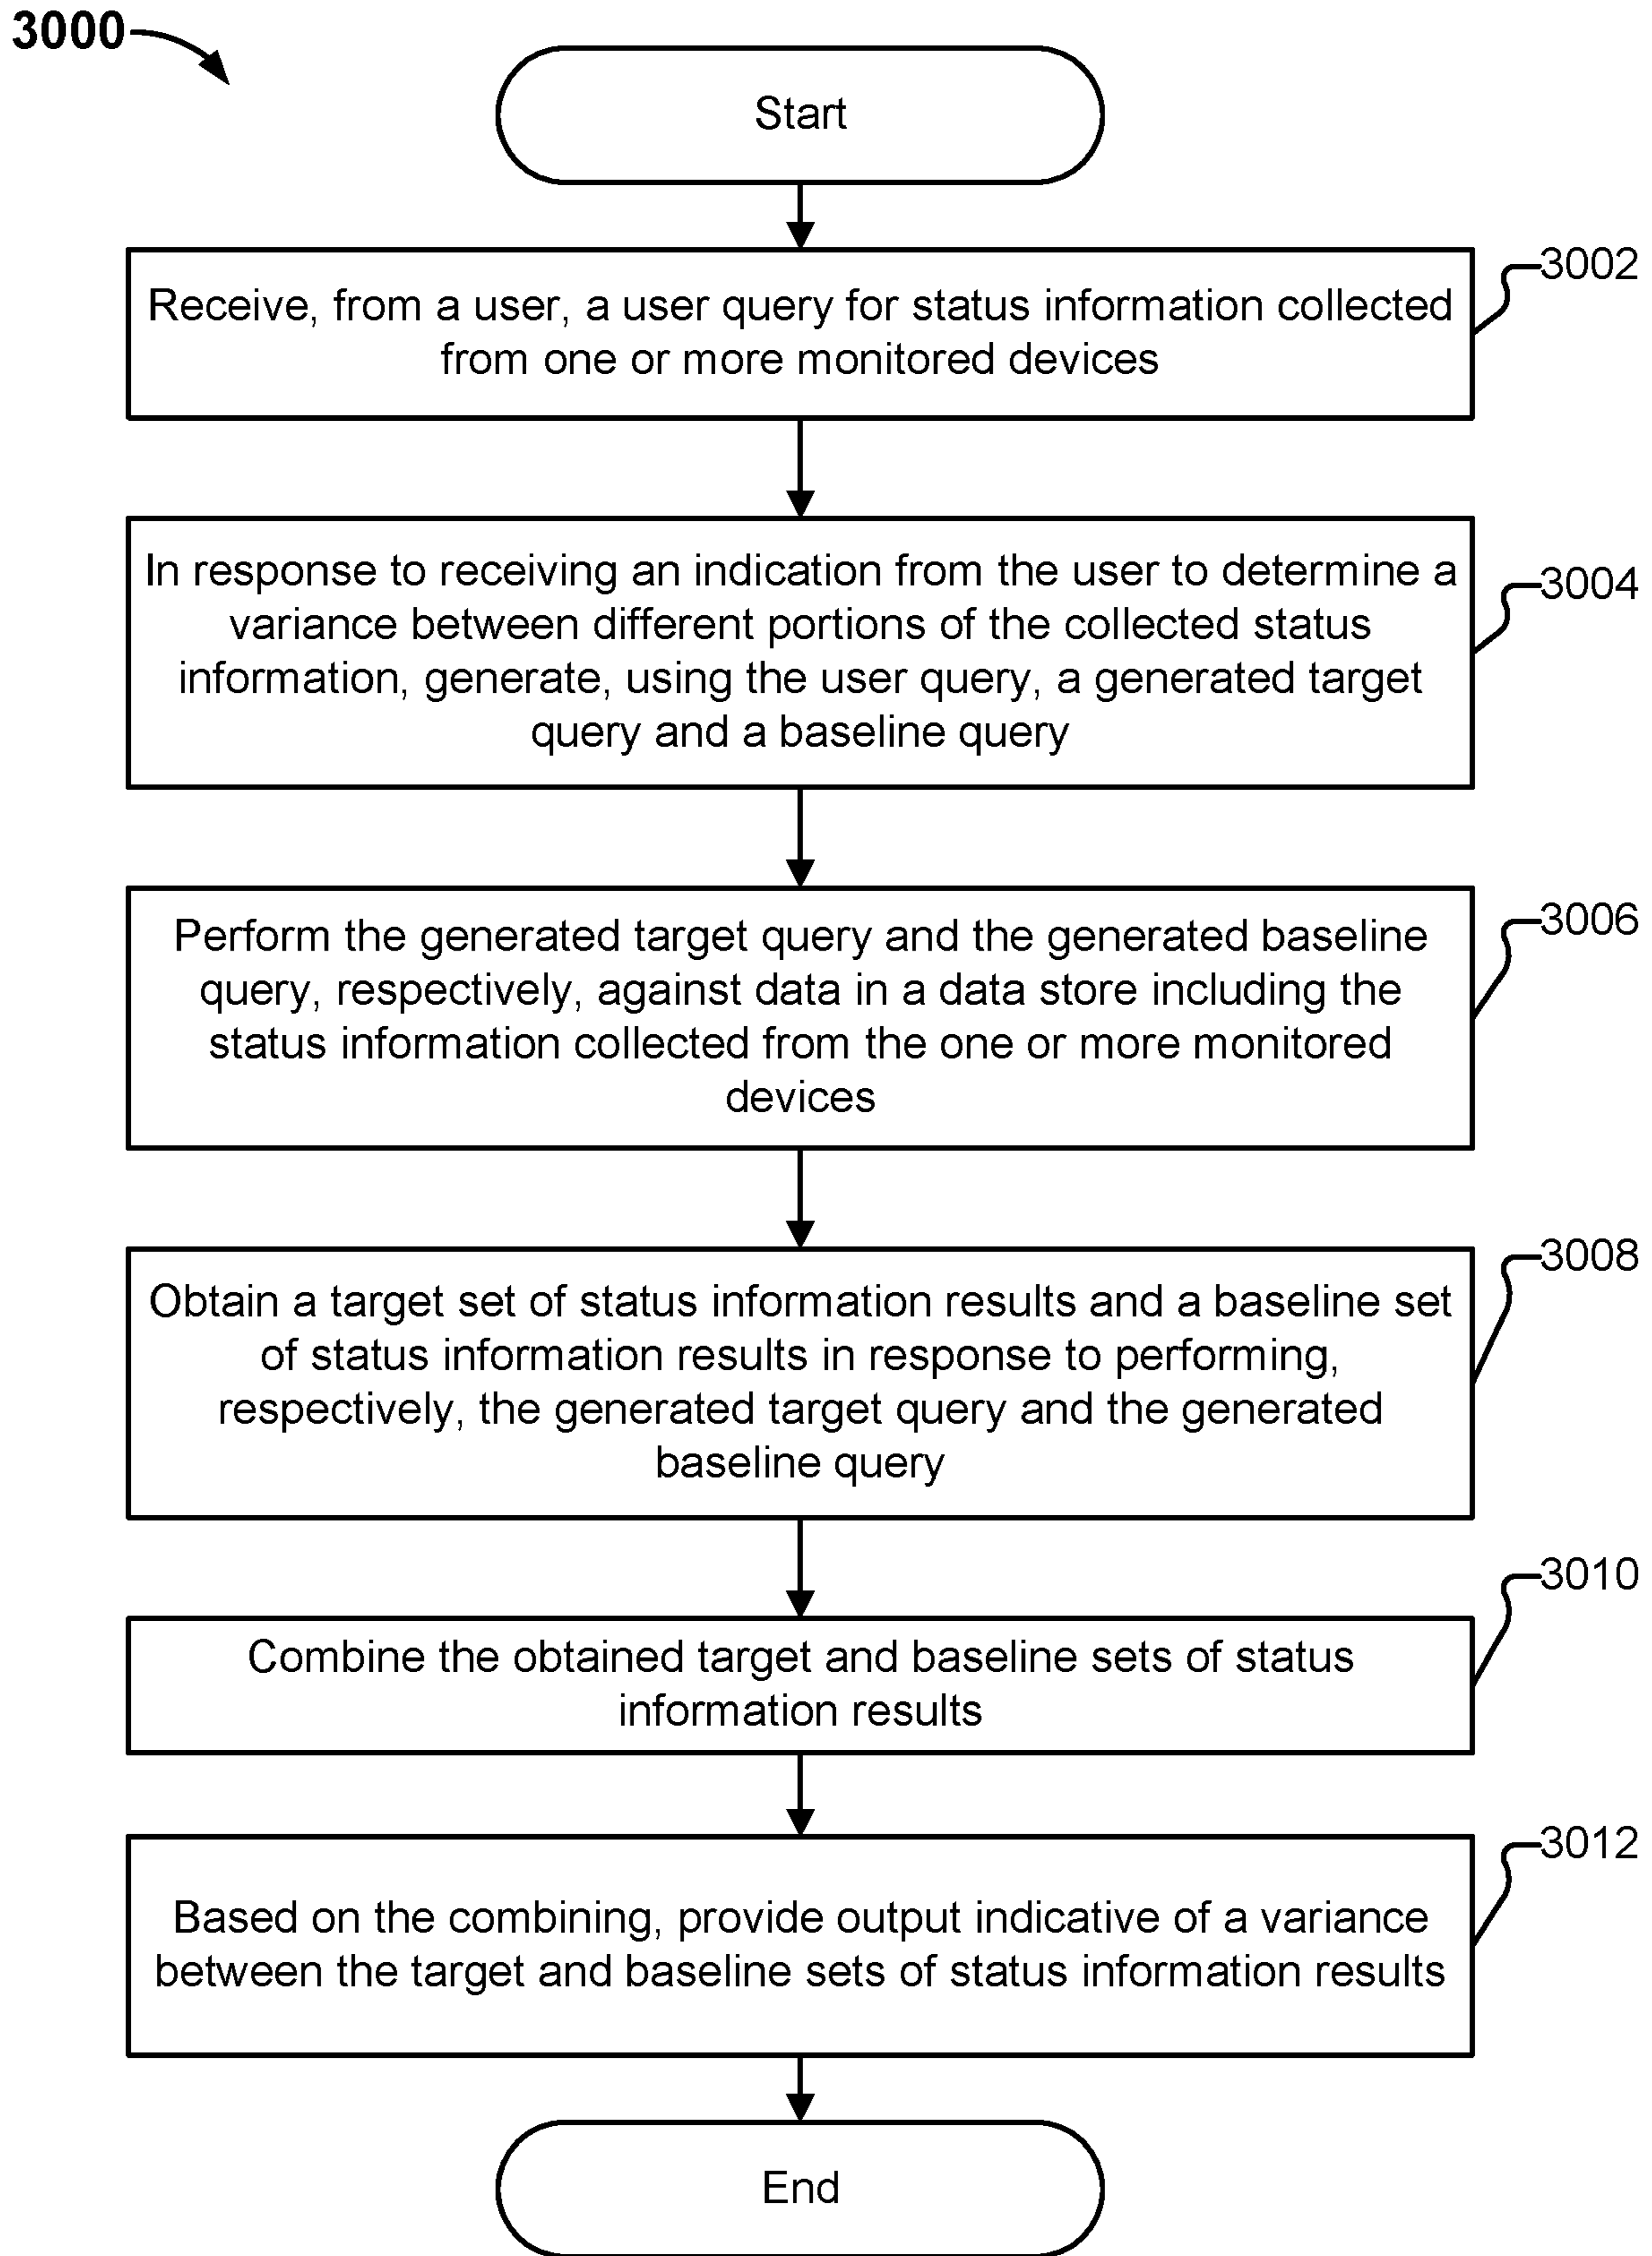 3000
Start
3002
Receive, from a user, a user query for status information collected
from one or more monitored devices
3004
In response to receiving an indication from the user to determine a
variance between different portions of the collected status
information, generate, using the user query, a generated target
query and a baseline query
3006
Perform the generated target query and the generated baseline
query, respectively, against data in a data store including the
status information collected from the one or more monitored
devices
3008
Obtain a target set of status information results and a baseline set
of status information results in response to performing,
respectively, the generated target query and the generated
baseline query
3010
Combine the obtained target and baseline sets of status
information results
3012
Based on the combining, provide output indicative of a variance
between the target and baseline sets of status information results
End